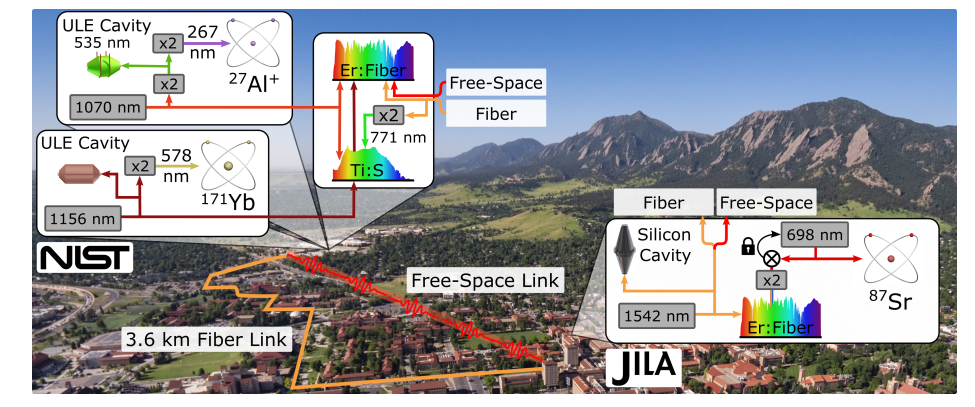 ULE Cavity
535 nm
x2
267
nm
27Al+
x2
1070 nm
Er:Fiber
Free-Space
Fiber
x2
771 nm
Ti:S
ULE Cavity
x2
578
nm
171Yb
1156 nm
NIST
Free-Space Link
3.6 km Fiber Link
Fiber
Free-Space
Silicon
Cavity
698 nm
x2
87Sr
1542 nm
Er:Fiber
JILA